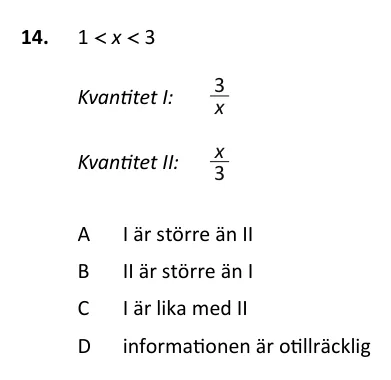 14. 1 < x < 3
Kvantitet I: 3/x
Kvantitet II: x/3
A I är större än II
B II är större än I
C I är lika med II
D informationen är otillräcklig